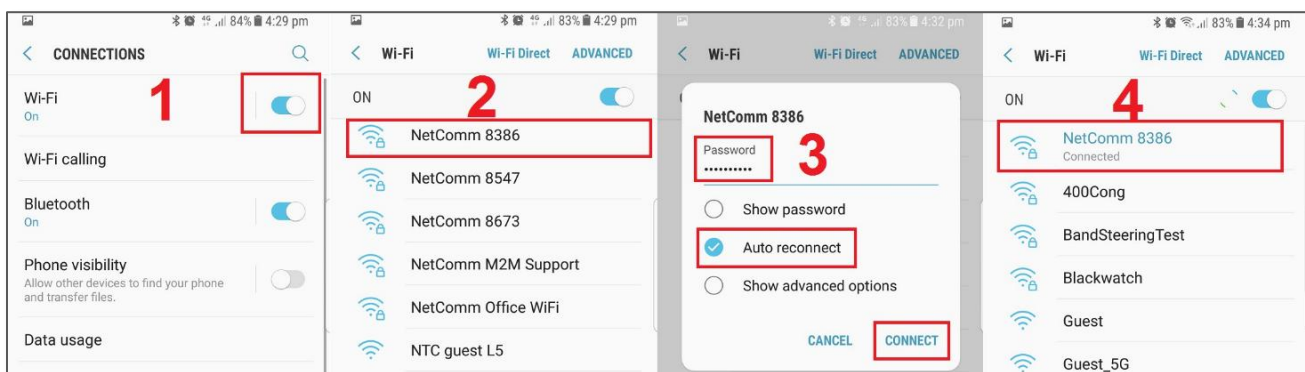 84% 4:29 pm
CONNECTIONS
1
Wi-Fi
On
Wi-Fi calling
Bluetooth
On
Phone visibility
Allow other devices to find your phone
and transfer files.
Data usage
4G 83% 4:29 pm
Wi-Fi Wi-Fi Direct ADVANCED
2
ON
NetComm 8386
NetComm 8547
NetComm 8673
NetComm M2M Support
NetComm Office WiFi
NTC guest L5
83% 4:32 pm
Wi-Fi Wi-Fi Direct ADVANCED
NetComm 8386
Password
••••••••••
3
Show password
Auto reconnect
Show advanced options
CANCEL CONNECT
83% 4:34 pm
Wi-Fi Wi-Fi Direct ADVANCED
4
ON
NetComm 8386
Connected
400Cong
BandSteeringTest
Blackwatch
Guest
Guest_5G